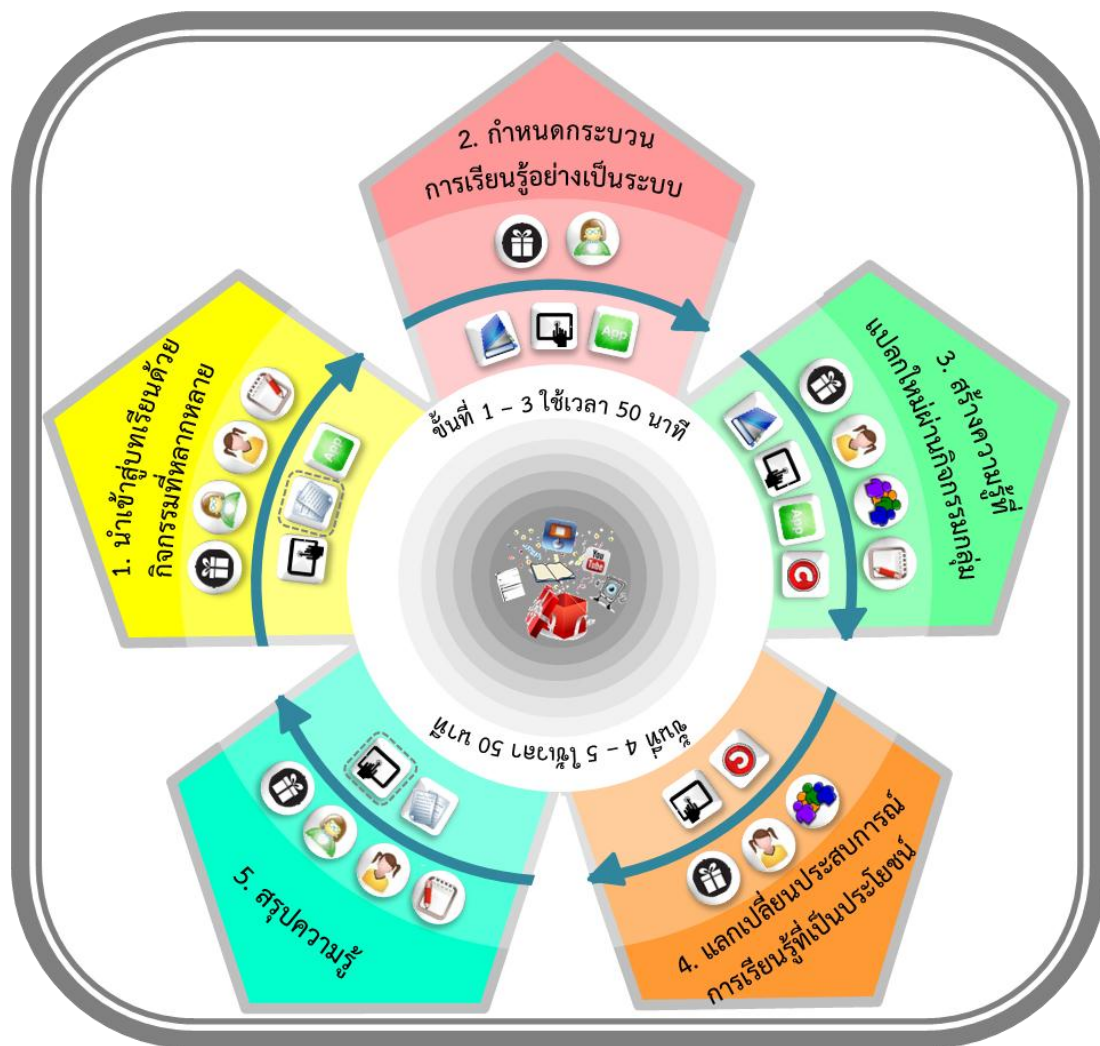 1. นำเข้าสู่บทเรียนด้วย
กิจกรรมที่หลากหลาย
App
2. กำหนดกระบวน
การเรียนรู้อย่างเป็นระบบ
App
3. สร้างความรู้ที่
แปลกใหม่ผ่านกิจกรรมกลุ่ม
App
4. แลกเปลี่ยนประสบการณ์
การเรียนรู้ที่เป็นประโยชน์
5. สรุปความรู้
ขั้นที่ 1 – 3 ใช้เวลา 50 นาที
ขั้นที่ 4 – 5 ใช้เวลา 50 นาที
You
Tube